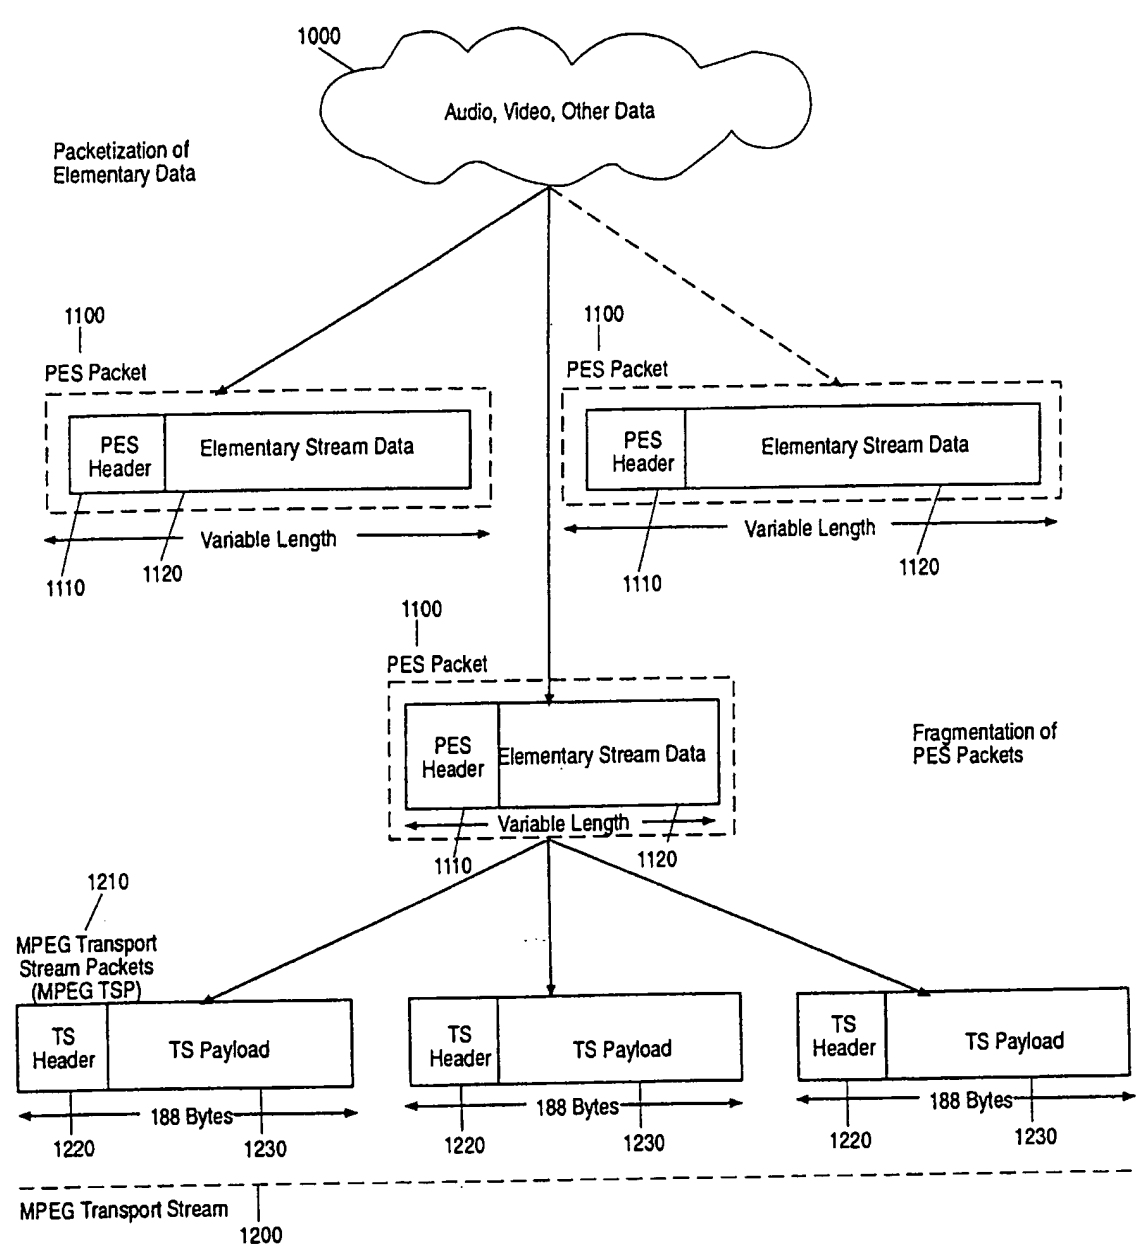 1000
Audio, Video, Other Data
Packetization of
Elementary Data
1100
PES Packet
PES
Header
Elementary Stream Data
Variable Length
1110
1120
1100
PES Packet
PES
Header
Elementary Stream Data
Variable Length
1110
1120
1100
PES Packet
PES
Header
Elementary Stream Data
Variable Length
1110
1120
Fragmentation of
PES Packets
1210
MPEG Transport
Stream Packets
(MPEG TSP)
TS
Header
TS Payload
188 Bytes
1220
1230
TS
Header
TS Payload
188 Bytes
1220
1230
TS
Header
TS Payload
188 Bytes
1220
1230
MPEG Transport Stream
1200